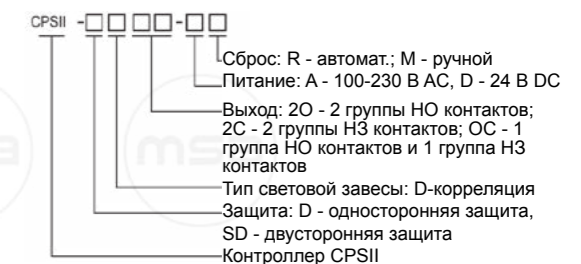 CPSII -□□□□-□□
Сброс: R - автомат.; M - ручной
Питание: A - 100-230 В AC, D - 24 В DC
Выход: 2O - 2 группы НО контактов;
2С - 2 группы НЗ контактов; ОС - 1
группа НО контактов и 1 группа НЗ
контактов
Тип световой завесы: D-корреляция
Защита: D - односторонняя защита,
SD - двусторонняя защита
Контроллер CPSII